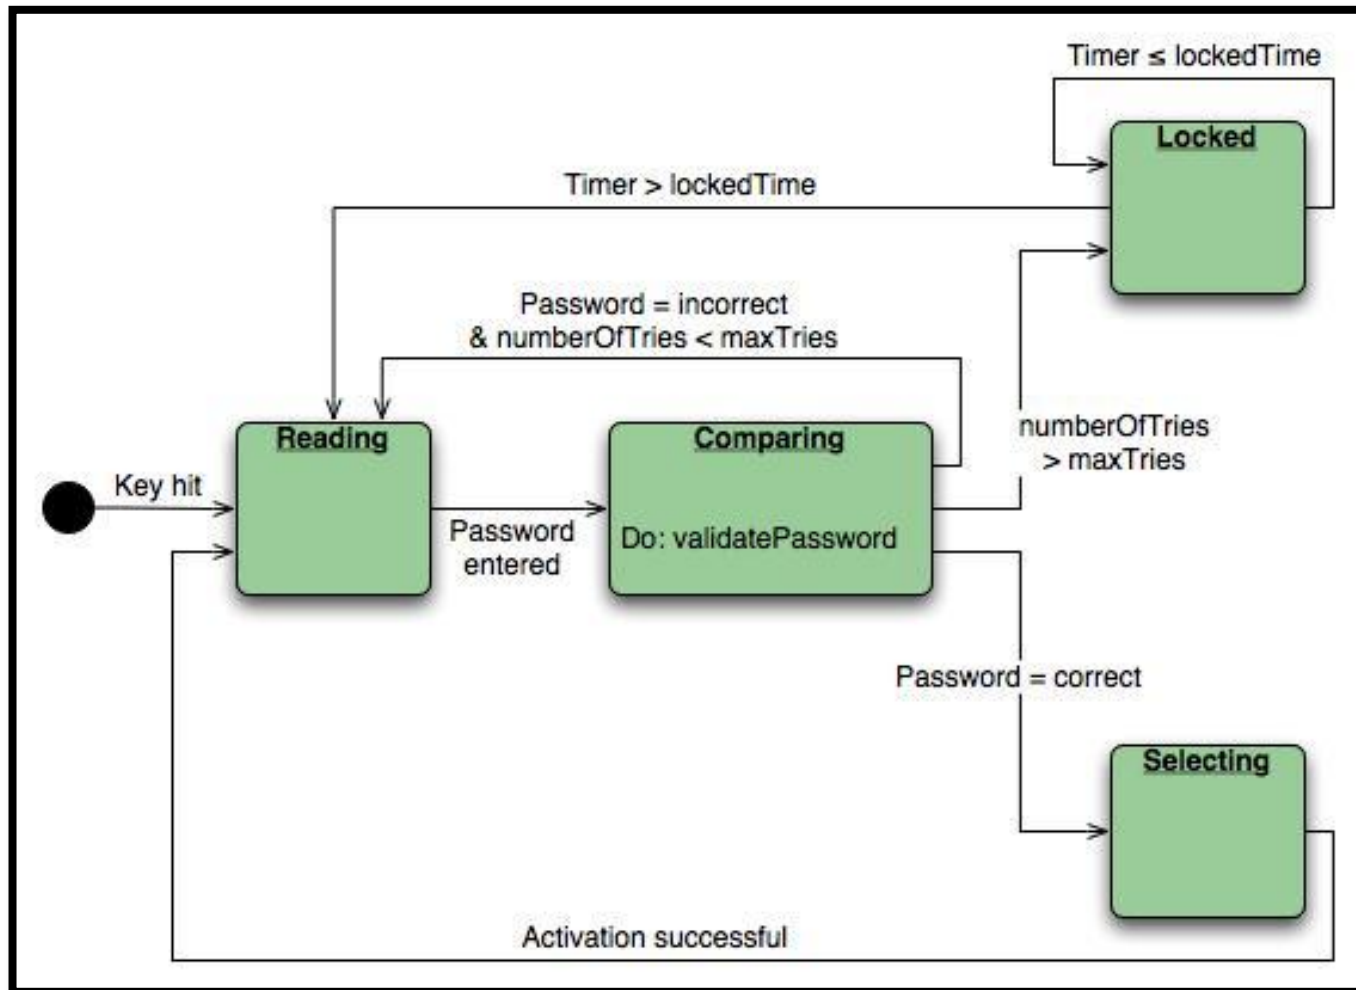 Timer ≤ lockedTime
Locked
Timer > lockedTime
Password = incorrect
& numberOfTries < maxTries
numberOfTries
> maxTries
Reading
Comparing
Key hit
Password
entered
Do: validatePassword
Password = correct
Selecting
Activation successful